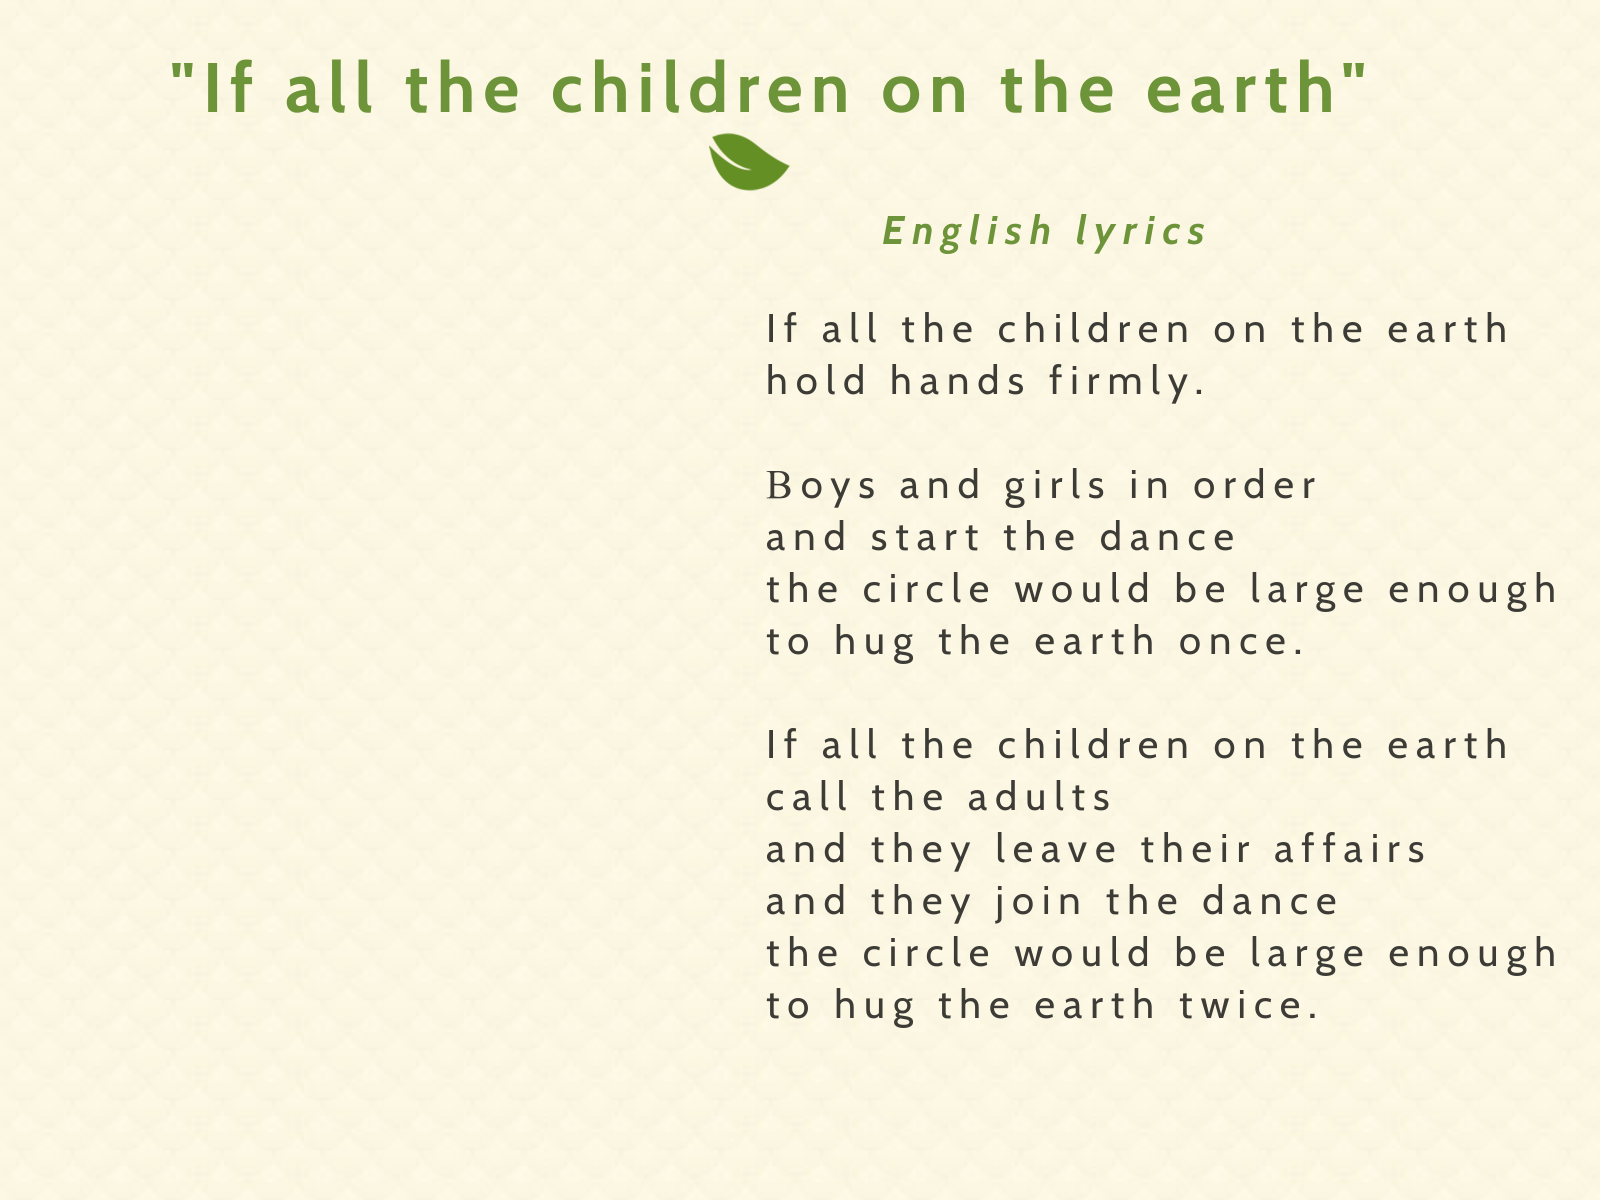 "If all the children on the earth"
English lyrics
If all the children on the earth
hold hands firmly.
Boys and girls in order
and start the dance
the circle would be large enough
to hug the earth once.
If all the children on the earth
call the adults
and they leave their affairs
and they join the dance
the circle would be large enough
to hug the earth twice.